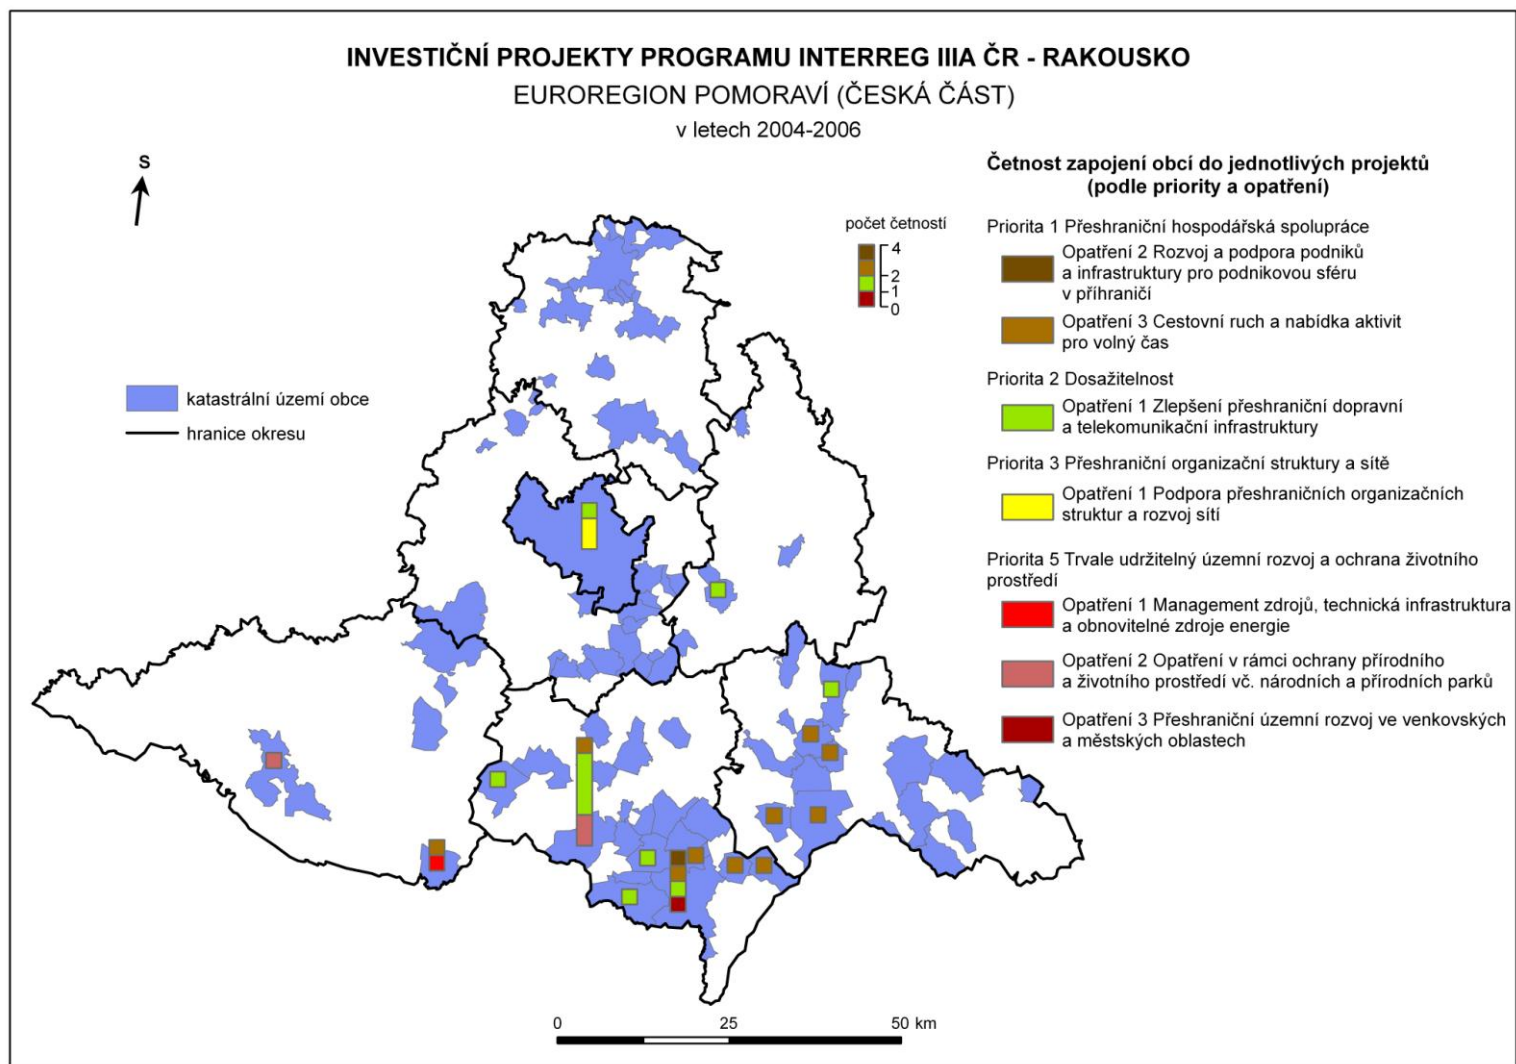 INVESTIČNÍ PROJEKTY PROGRAMU INTERREG IIIA ČR - RAKOUSKO
EUROREGION POMORAVÍ (ČESKÁ ČÁST)
v letech 2004-2006
S
počet četností
4
2
1
0
katastrální území obce
hranice okresu
Četnost zapojení obcí do jednotlivých projektů
(podle priority a opatření)
Priorita 1 Přeshraniční hospodářská spolupráce
Opatření 2 Rozvoj a podpora podniků
a infrastruktury pro podnikovou sféru
v příhraničí
Opatření 3 Cestovní ruch a nabídka aktivit
pro volný čas
Priorita 2 Dosažitelnost
Opatření 1 Zlepšení přeshraniční dopravní
a telekomunikační infrastruktury
Priorita 3 Přeshraniční organizační struktury a sítě
Opatření 1 Podpora přeshraničních organizačních
struktur a rozvoj sítí
Priorita 5 Trvale udržitelný územní rozvoj a ochrana životního
prostředí
Opatření 1 Management zdrojů, technická infrastruktura
a obnovitelné zdroje energie
Opatření 2 Opatření v rámci ochrany přírodního
a životního prostředí vč. národních a přírodních parků
Opatření 3 Přeshraniční územní rozvoj ve venkovských
a městských oblastech
0 25 50 km